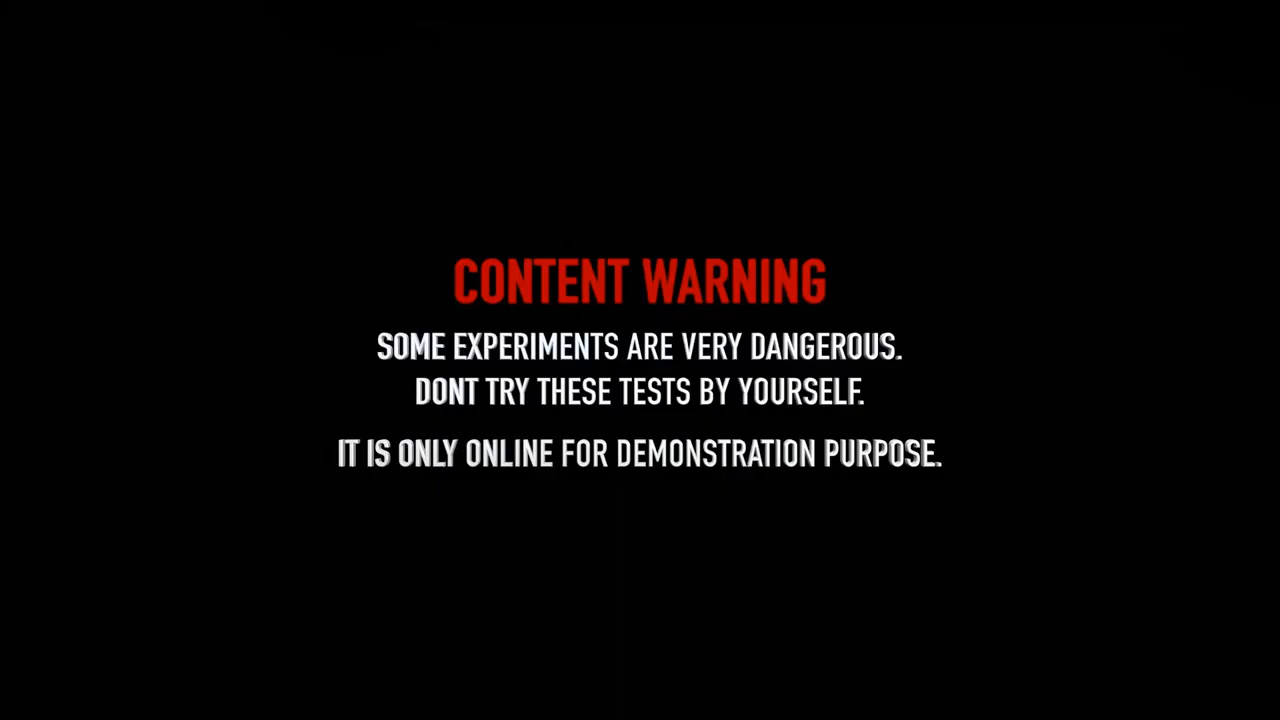 CONTENT WARNING
SOME EXPERIMENTS ARE VERY DANGEROUS.
DONT TRY THESE TESTS BY YOURSELF.
IT IS ONLY ONLINE FOR DEMONSTRATION PURPOSE.